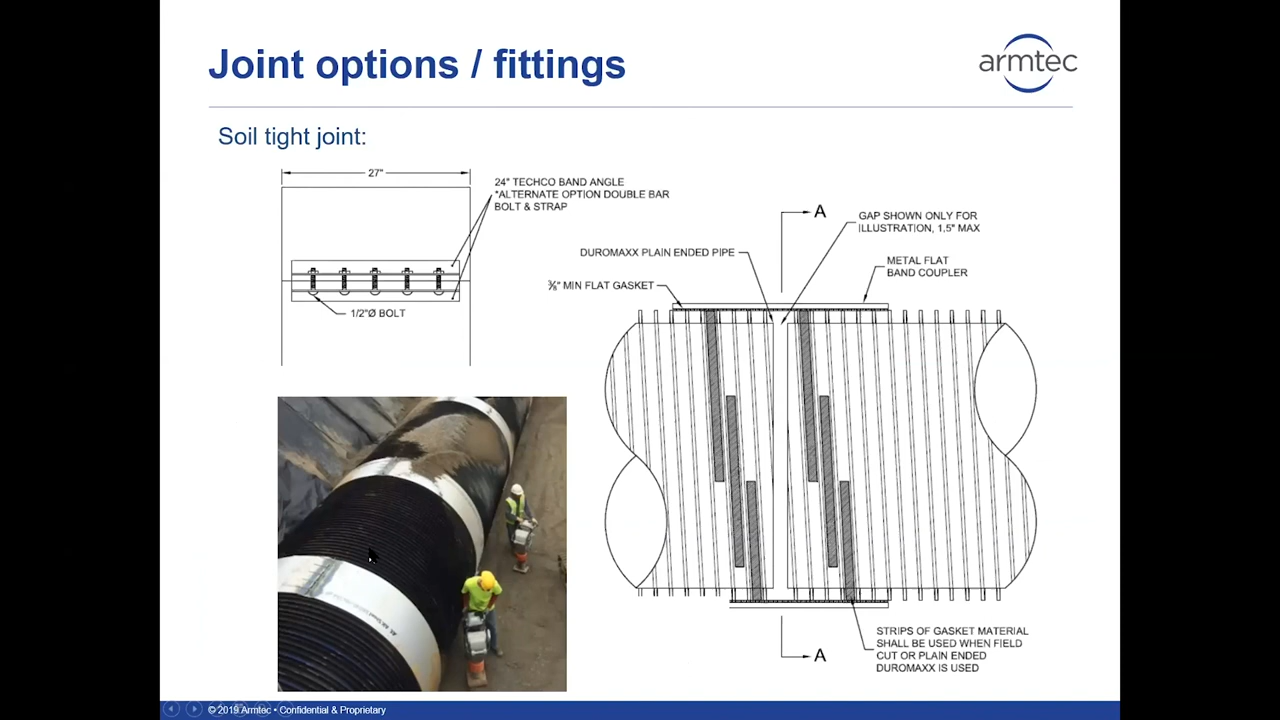 Joint options / fittings
armtec
Soil tight joint:
27"
24" TECHCO BAND ANGLE
*ALTERNATE OPTION DOUBLE BAR
BOLT & STRAP
1/2"Ø BOLT
A
GAP SHOWN ONLY FOR
ILLUSTRATION, 1.5" MAX
DUROMAXX PLAIN ENDED PIPE
METAL FLAT
BAND COUPLER
⅜" MIN FLAT GASKET
STRIPS OF GASKET MATERIAL
SHALL BE USED WHEN FIELD
CUT OR PLAIN ENDED
DUROMAXX IS USED
A
© 2019 Armtec • Confidential & Proprietary